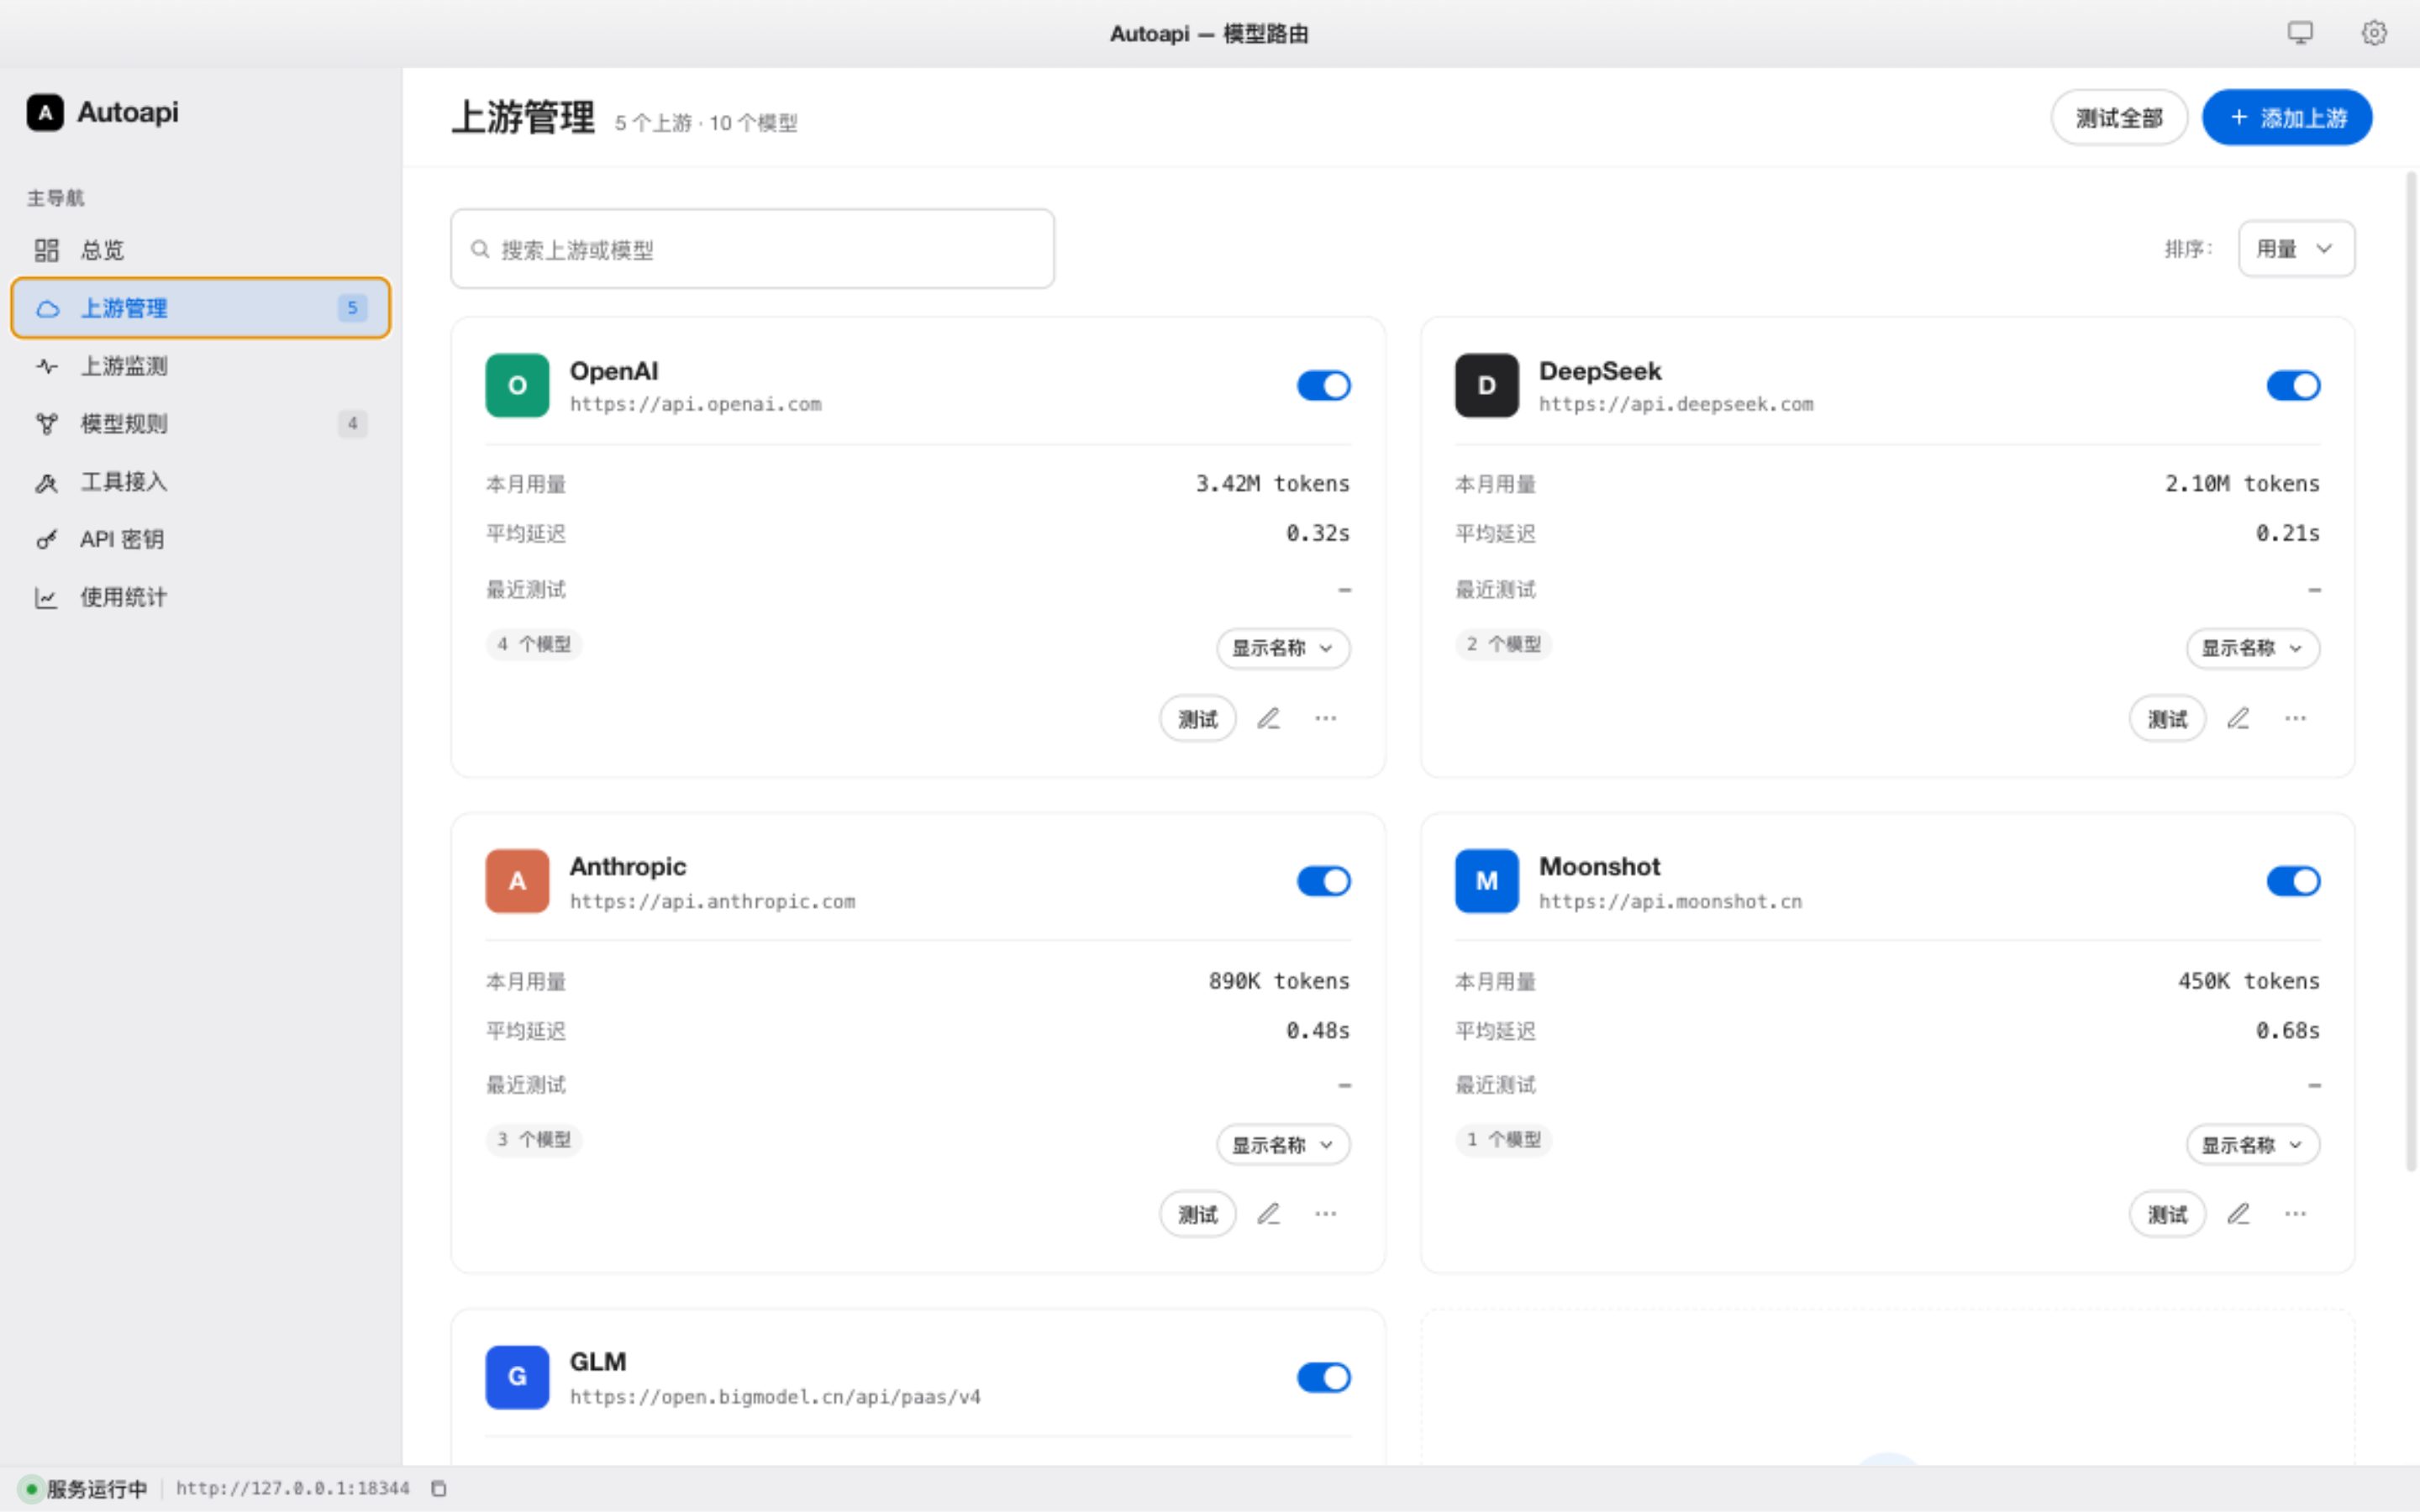 Autoapi — 模型路由
A Autoapi
主导航
总览
上游管理 5
上游监测
模型规则 4
工具接入
API 密钥
使用统计
上游管理 5 个上游 · 10 个模型
测试全部
+ 添加上游
搜索上游或模型
排序: 用量
O OpenAI
https://api.openai.com
本月用量 3.42M tokens
平均延迟 0.32s
最近测试 —
4 个模型 显示名称
测试 ···
D DeepSeek
https://api.deepseek.com
本月用量 2.10M tokens
平均延迟 0.21s
最近测试 —
2 个模型 显示名称
测试 ···
A Anthropic
https://api.anthropic.com
本月用量 890K tokens
平均延迟 0.48s
最近测试 —
3 个模型 显示名称
测试 ···
M Moonshot
https://api.moonshot.cn
本月用量 450K tokens
平均延迟 0.68s
最近测试 —
1 个模型 显示名称
测试 ···
G GLM
https://open.bigmodel.cn/api/paas/v4
服务运行中 http://127.0.0.1:18344